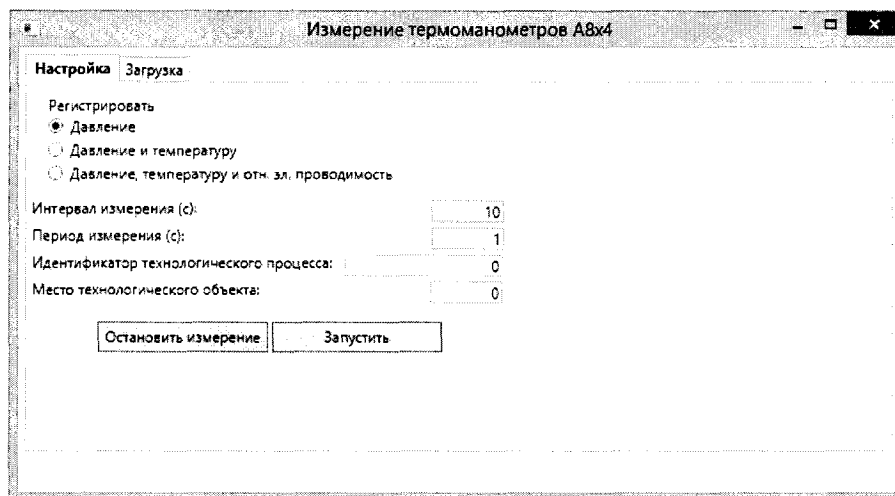 Измерение термоманометров А8х4
Настройка Загрузка
Регистрировать
Давление
Давление и температуру
Давление, температуру и отн. эл. проводимость
Интервал измерения (с): 10
Период измерения (с): 1
Идентификатор технологического процесса: 0
Место технологического объекта: 0
Остановить измерение Запустить